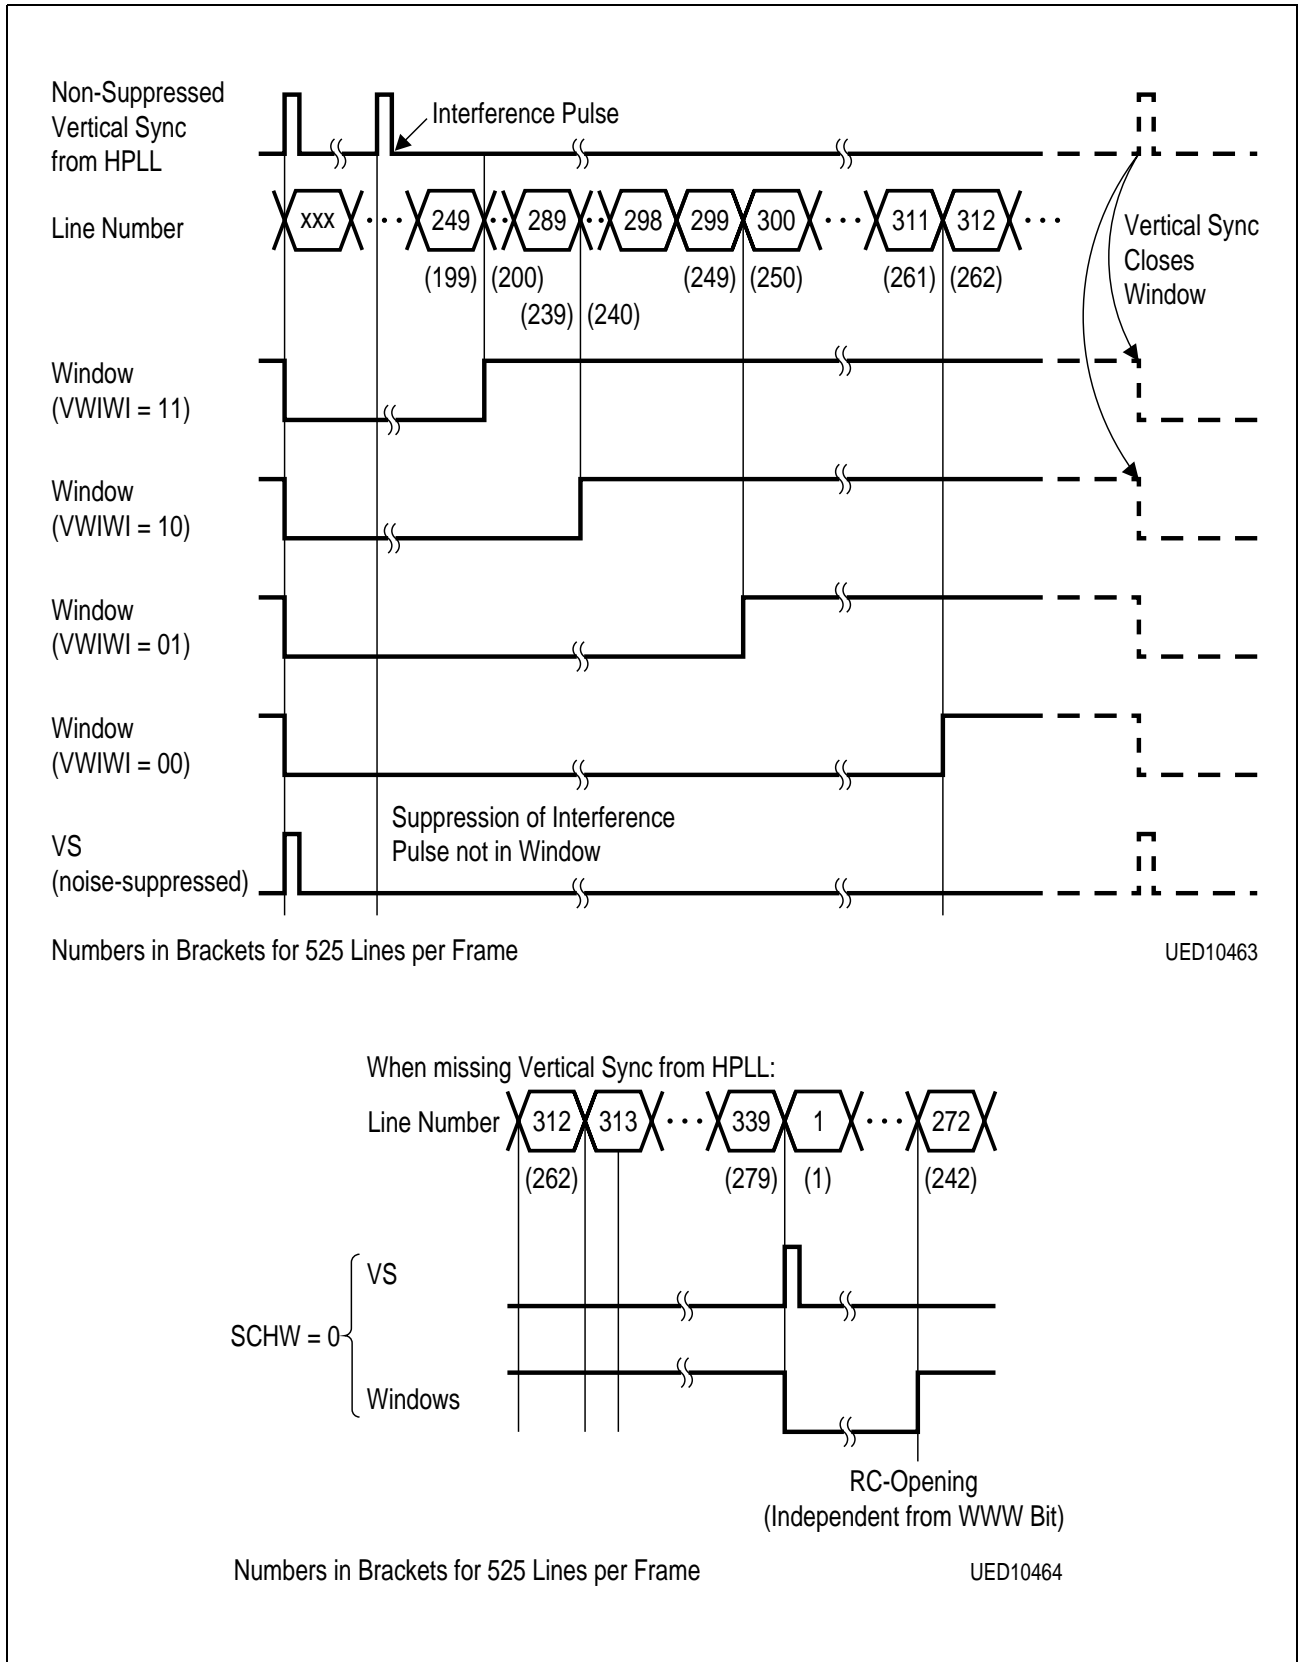 Non-Suppressed
Vertical Sync
from HPLL
Interference Pulse
Line Number
xxx 249 289 298 299 300 311 312
(199) (200) (249) (250) (261) (262)
(239) (240)
Vertical Sync
Closes
Window
Window
(VWIWI = 11)
Window
(VWIWI = 10)
Window
(VWIWI = 01)
Window
(VWIWI = 00)
Suppression of Interference
Pulse not in Window
VS
(noise-suppressed)
Numbers in Brackets for 525 Lines per Frame
UED10463
When missing Vertical Sync from HPLL:
Line Number 312 313 339 1 272
(262) (279) (1) (242)
SCHW = 0
VS
Windows
RC-Opening
(Independent from WWW Bit)
Numbers in Brackets for 525 Lines per Frame
UED10464